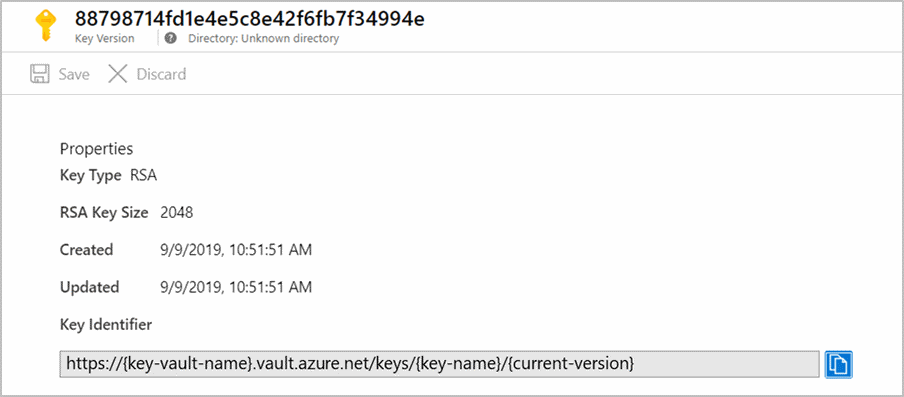 88798714fd1e4e5c8e42f6fb7f34994e
Key Version ? Directory: Unknown directory
Save Discard
Properties
Key Type RSA
RSA Key Size 2048
Created 9/9/2019, 10:51:51 AM
Updated 9/9/2019, 10:51:51 AM
Key Identifier
https://{key-vault-name}.vault.azure.net/keys/{key-name}/{current-version}